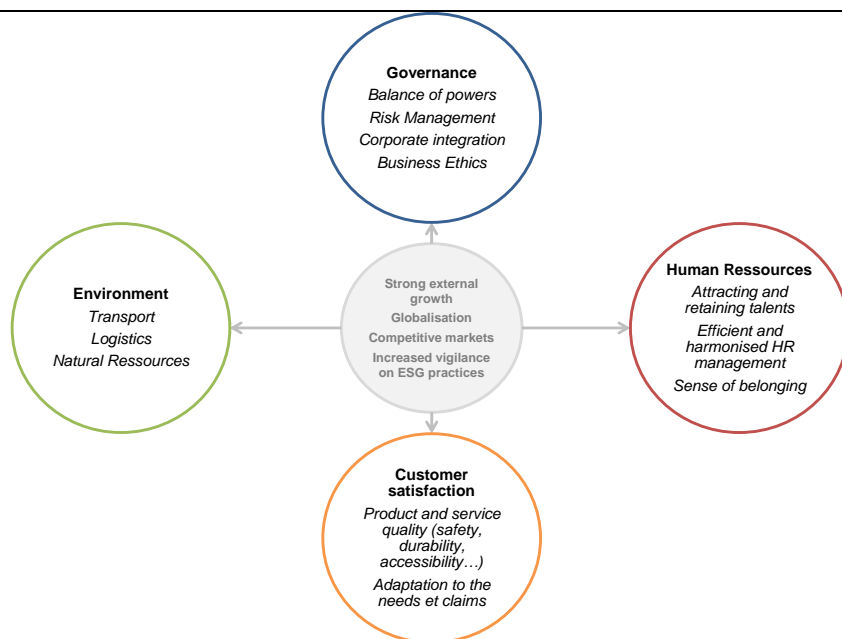 Governance
Balance of powers
Risk Management
Corporate integration
Business Ethics
Environment
Transport
Logistics
Natural Ressources
Strong external
growth
Globalisation
Competitive markets
Increased vigilance
on ESG practices
Human Ressources
Attracting and
retaining talents
Efficient and
harmonised HR
management
Sense of belonging
Customer
satisfaction
Product and service
quality (safety,
durability,
accessibility…)
Adaptation to the
needs et claims